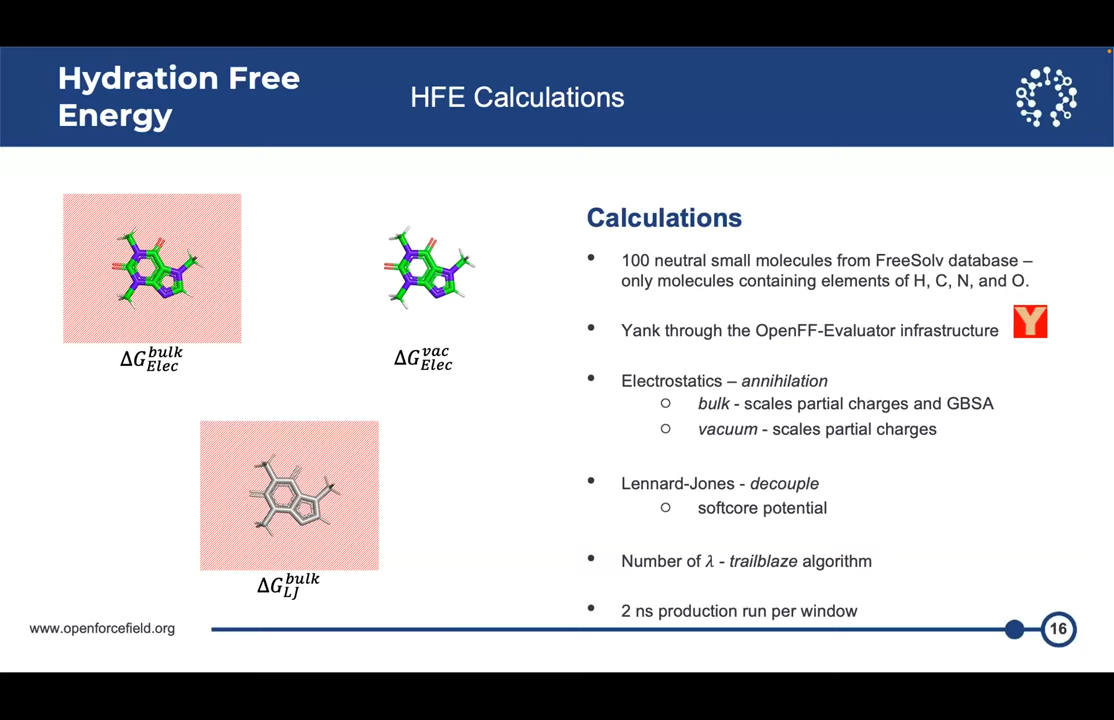 Hydration Free
Energy
HFE Calculations
ΔG_Elec^bulk
ΔG_Elec^vac
ΔG_LJ^bulk
Calculations
• 100 neutral small molecules from FreeSolv database –
only molecules containing elements of H, C, N, and O.
• Yank through the OpenFF-Evaluator infrastructure
Y
• Electrostatics – annihilation
○ bulk - scales partial charges and GBSA
○ vacuum - scales partial charges
• Lennard-Jones - decouple
○ softcore potential
• Number of λ - trailblaze algorithm
• 2 ns production run per window
www.openforcefield.org
16